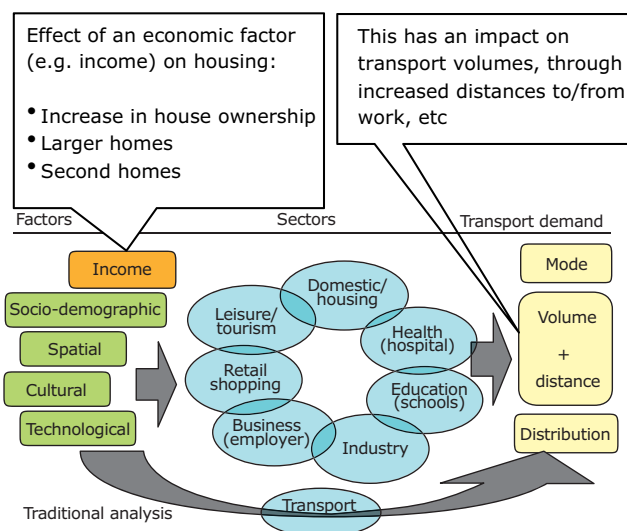 Effect of an economic factor
(e.g. income) on housing:
• Increase in house ownership
• Larger homes
• Second homes
This has an impact on
transport volumes, through
increased distances to/from
work, etc
Factors
Sectors
Transport demand
Income
Socio-demographic
Spatial
Cultural
Technological
Domestic/
housing
Leisure/
tourism
Health
(hospital)
Retail
shopping
Education
(schools)
Business
(employer)
Industry
Transport
Mode
Volume
+
distance
Distribution
Traditional analysis